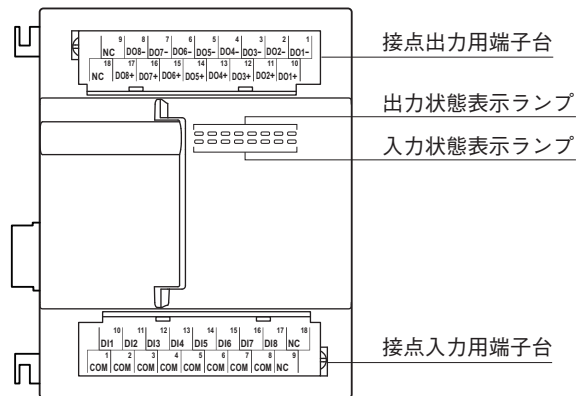 9 8 7 6 5 4 3 2 1
NC DO8- DO7- DO6- DO5- DO4- DO3- DO2- DO1-
18 17 16 15 14 13 12 11 10
NC DO8+ DO7+ DO6+ DO5+ DO4+ DO3+ DO2+ DO1+
接点出力用端子台
出力状態表示ランプ
入力状態表示ランプ
10 11 12 13 14 15 16 17 18
DI1 DI2 DI3 DI4 DI5 DI6 DI7 DI8 NC
1 2 3 4 5 6 7 8 9
COM COM COM COM COM COM COM COM NC
接点入力用端子台